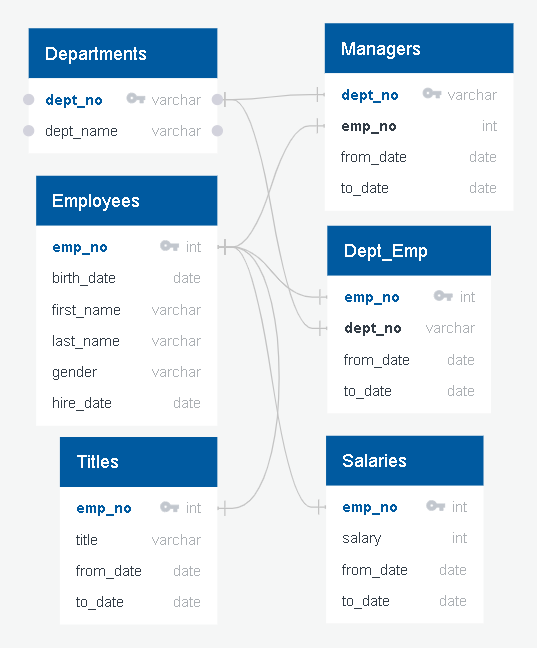 Departments
dept_no varchar
dept_name varchar
Employees
emp_no int
birth_date date
first_name varchar
last_name varchar
gender varchar
hire_date date
Titles
emp_no int
title varchar
from_date date
to_date date
Managers
dept_no varchar
emp_no int
from_date date
to_date date
Dept_Emp
emp_no int
dept_no varchar
from_date date
to_date date
Salaries
emp_no int
salary int
from_date date
to_date date